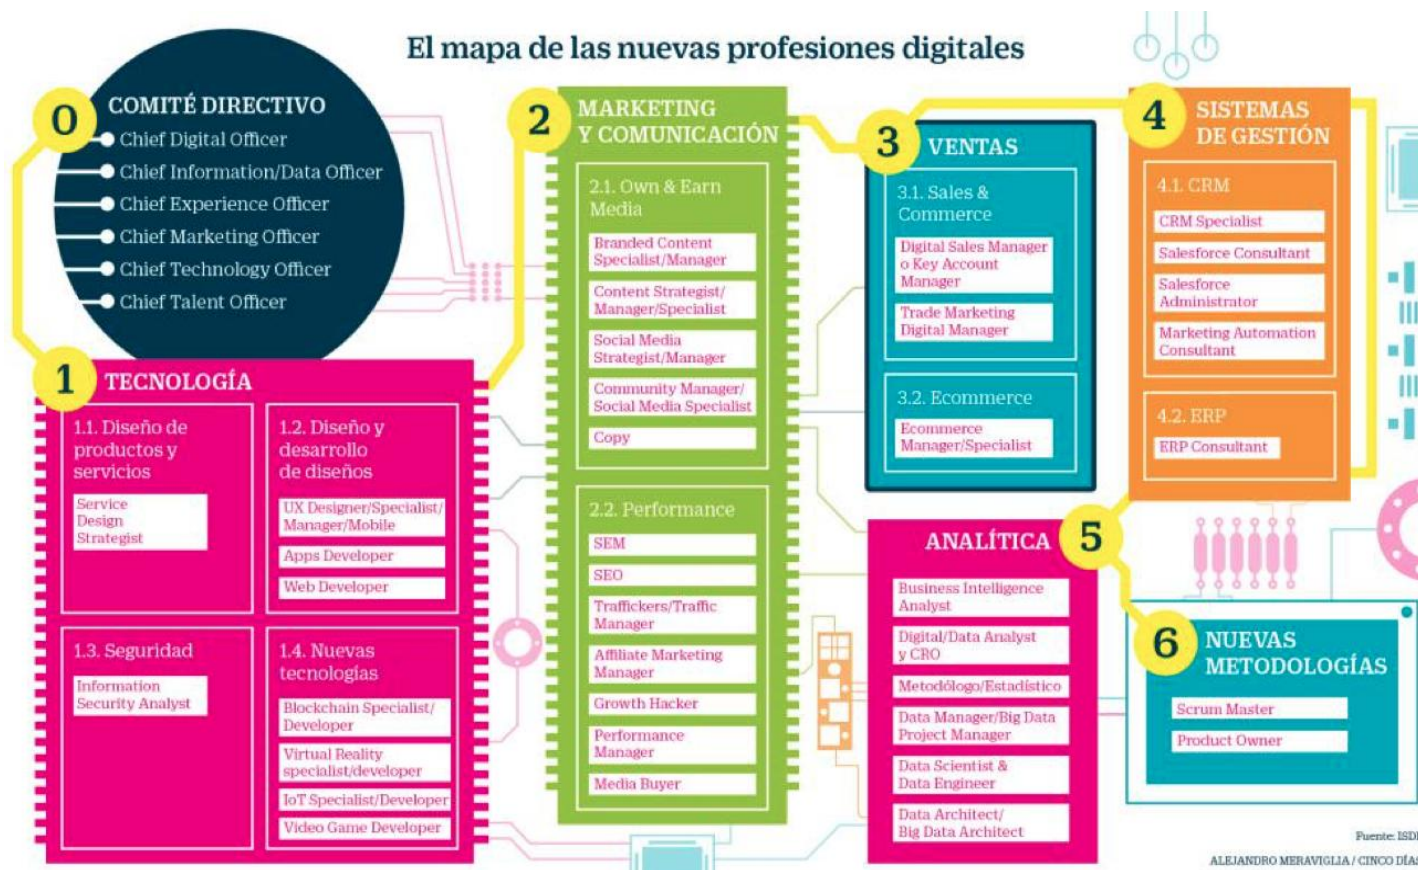 El mapa de las nuevas profesiones digitales
0
COMITÉ DIRECTIVO
Chief Digital Officer
Chief Information/Data Officer
Chief Experience Officer
Chief Marketing Officer
Chief Technology Officer
Chief Talent Officer
1
TECNOLOGÍA
1.1. Diseño de
productos y
servicios
Service
Design
Strategist
1.2. Diseño y
desarrollo
de diseños
UX Designer/Specialist/
Manager/Mobile
Apps Developer
Web Developer
1.3. Seguridad
Information
Security Analyst
1.4. Nuevas
tecnologías
Blockchain Specialist/
Developer
Virtual Reality
specialist/developer
IoT Specialist/Developer
Video Game Developer
2
MARKETING
Y COMUNICACIÓN
2.1. Own & Earn
Media
Branded Content
Specialist/Manager
Content Strategist/
Manager/Specialist
Social Media
Strategist/Manager
Community Manager/
Social Media Specialist
Copy
2.2. Performance
SEM
SEO
Traffickers/Traffic
Manager
Affiliate Marketing
Manager
Growth Hacker
Performance
Manager
Media Buyer
3
VENTAS
3.1. Sales &
Commerce
Digital Sales Manager
o Key Account
Manager
Trade Marketing
Digital Manager
3.2. Ecommerce
Ecommerce
Manager/Specialist
4
SISTEMAS
DE GESTIÓN
4.1. CRM
CRM Specialist
Salesforce Consultant
Salesforce
Administrator
Marketing Automation
Consultant
4.2. ERP
ERP Consultant
5
ANALÍTICA
Business Intelligence
Analyst
Digital/Data Analyst
y CRO
Metodólogo/Estadístico
Data Manager/Big Data
Project Manager
Data Scientist &
Data Engineer
Data Architect/
Big Data Architect
6
NUEVAS
METODOLOGÍAS
Scrum Master
Product Owner
Fuente: ISDI
ALEJANDRO MERAVIGLIA / CINCO DÍAS